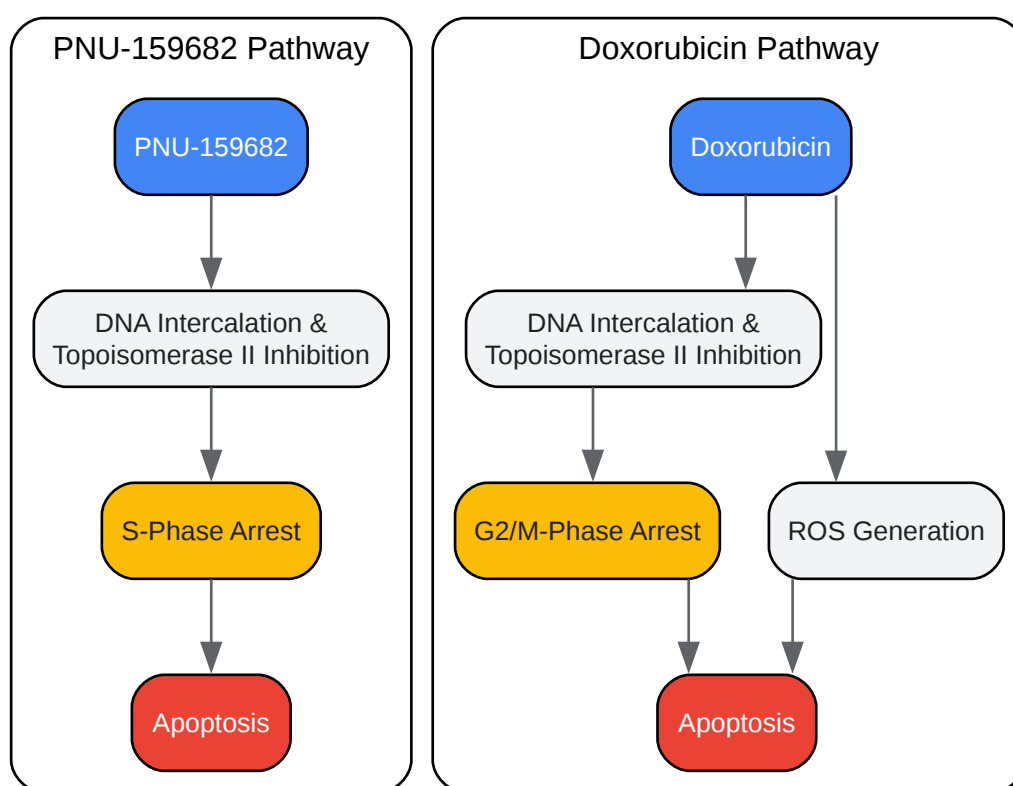 PNU-159682 Pathway
PNU-159682
DNA Intercalation &
Topoisomerase II Inhibition
S-Phase Arrest
Apoptosis
Doxorubicin Pathway
Doxorubicin
DNA Intercalation &
Topoisomerase II Inhibition
G2/M-Phase Arrest
ROS Generation
Apoptosis